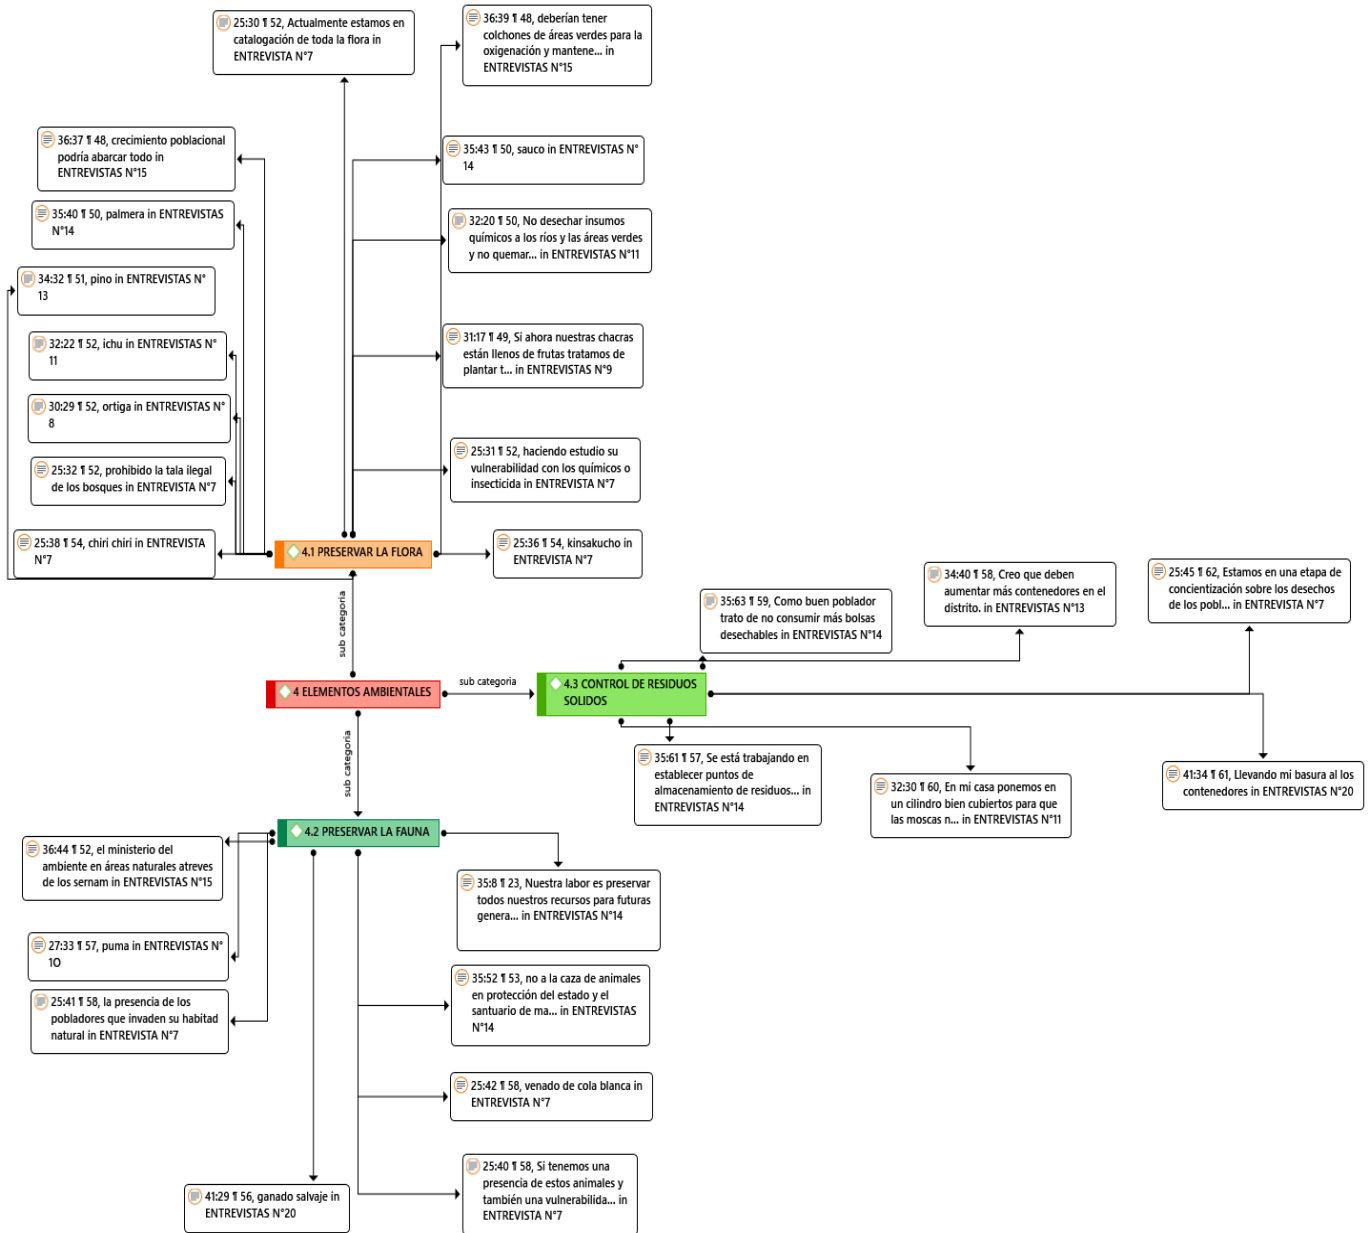 25:30 ¶ 52, Actualmente estamos en
catalogación de toda la flora in
ENTREVISTA N°7
36:39 ¶ 48, deberían tener
colchones de áreas verdes para la
oxigenación y mantene... in
ENTREVISTAS N°15
36:37 ¶ 48, crecimiento poblacional
podría abarcar todo in
ENTREVISTAS N°15
35:43 ¶ 50, sauco in ENTREVISTAS N°
14
35:40 ¶ 50, palmera in ENTREVISTAS
N°14
32:20 ¶ 50, No desechar insumos
químicos a los ríos y las áreas verdes
y no quemar... in ENTREVISTAS N°11
34:32 ¶ 51, pino in ENTREVISTAS N°
13
32:22 ¶ 52, ichu in ENTREVISTAS N°
11
31:17 ¶ 49, Si ahora nuestras chacras
están llenos de frutas tratamos de
plantar t... in ENTREVISTAS N°9
30:29 ¶ 52, ortiga in ENTREVISTAS N°
8
25:32 ¶ 52, prohibido la tala ilegal
de los bosques in ENTREVISTA N°7
25:31 ¶ 52, haciendo estudio su
vulnerabilidad con los químicos o
insecticida in ENTREVISTA N°7
25:38 ¶ 54, chiri chiri in ENTREVISTA
N°7
4.1 PRESERVAR LA FLORA
25:36 ¶ 54, kinsakucho in
ENTREVISTA N°7
sub categoria
35:63 ¶ 59, Como buen poblador
trato de no consumir más bolsas
desechables in ENTREVISTAS N°14
34:40 ¶ 58, Creo que deben
aumentar más contenedores en el
distrito. in ENTREVISTAS N°13
25:45 ¶ 62, Estamos en una etapa de
concientización sobre los desechos
de los pobl... in ENTREVISTA N°7
4 ELEMENTOS AMBIENTALES
sub categoria
4.3 CONTROL DE RESIDUOS
SOLIDOS
sub categoria
35:61 ¶ 57, Se está trabajando en
establecer puntos de
almacenamiento de residuos... in
ENTREVISTAS N°14
32:30 ¶ 60, En mi casa ponemos en
un cilindro bien cubiertos para que
las moscas n... in ENTREVISTAS N°11
41:34 ¶ 61, Llevando mi basura al los
contenedores in ENTREVISTAS N°20
4.2 PRESERVAR LA FAUNA
36:44 ¶ 52, el ministerio del
ambiente en áreas naturales atreves
de los sernam in ENTREVISTAS N°15
35:8 ¶ 23, Nuestra labor es preservar
todos nuestros recursos para futuras
genera... in ENTREVISTAS N°14
27:33 ¶ 57, puma in ENTREVISTAS N°
10
25:41 ¶ 58, la presencia de los
pobladores que invaden su habitad
natural in ENTREVISTA N°7
35:52 ¶ 53, no a la caza de animales
en protección del estado y el
santuario de ma... in ENTREVISTAS
N°14
25:42 ¶ 58, venado de cola blanca in
ENTREVISTA N°7
25:40 ¶ 58, Si tenemos una
presencia de estos animales y
también una vulnerabilida... in
ENTREVISTA N°7
41:29 ¶ 56, ganado salvaje in
ENTREVISTAS N°20